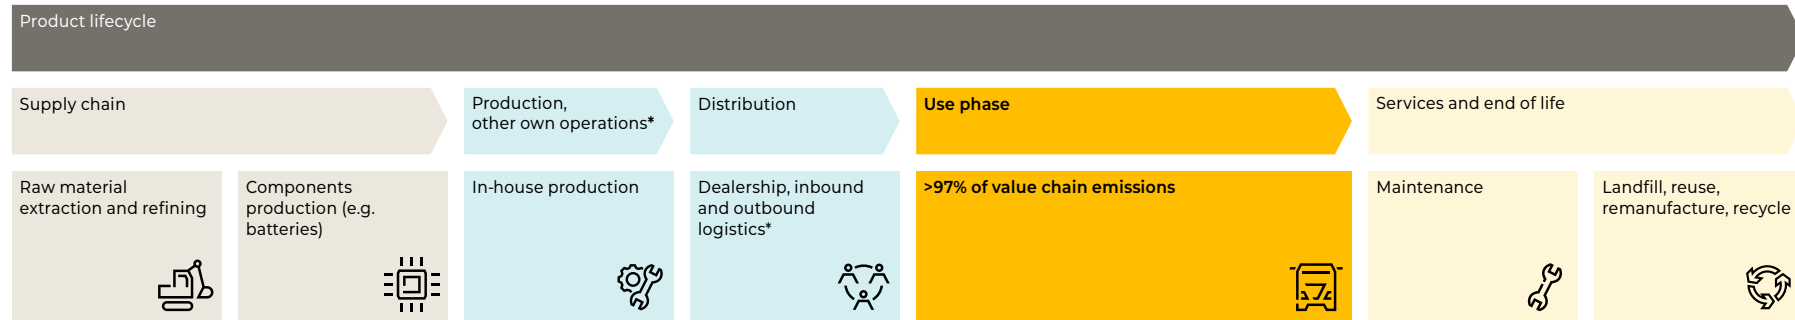 Product lifecycle
Supply chain
Production,
other own operations*
Distribution
Use phase
Services and end of life
Raw material
extraction and refining
Components
production (e.g.
batteries)
In-house production
Dealership, inbound
and outbound
logistics*
>97% of value chain emissions
Maintenance
Landfill, reuse,
remanufacture, recycle